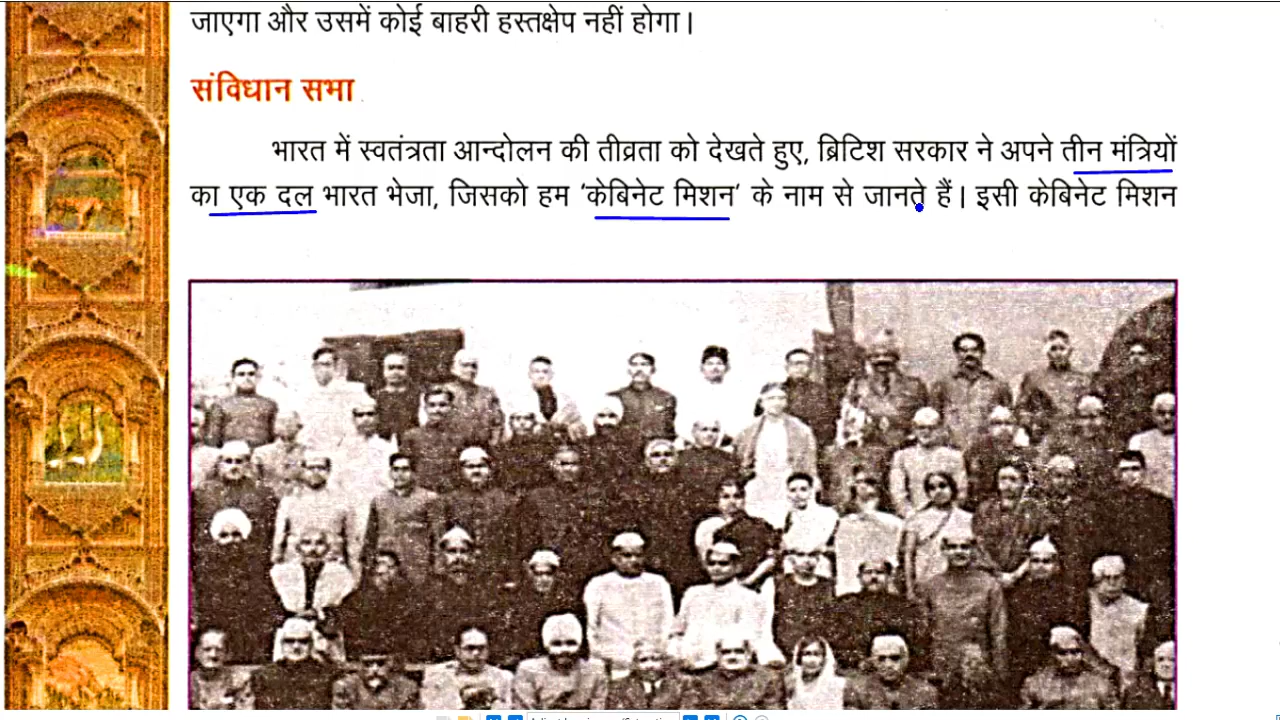 जाएगा और उसमें कोई बाहरी हस्तक्षेप नहीं होगा।
संविधान सभा
भारत में स्वतंत्रता आन्दोलन की तीव्रता को देखते हुए, ब्रिटिश सरकार ने अपने तीन मंत्रियों
का एक दल भारत भेजा, जिसको हम 'केबिनेट मिशन' के नाम से जानते हैं। इसी केबिनेट मिशन